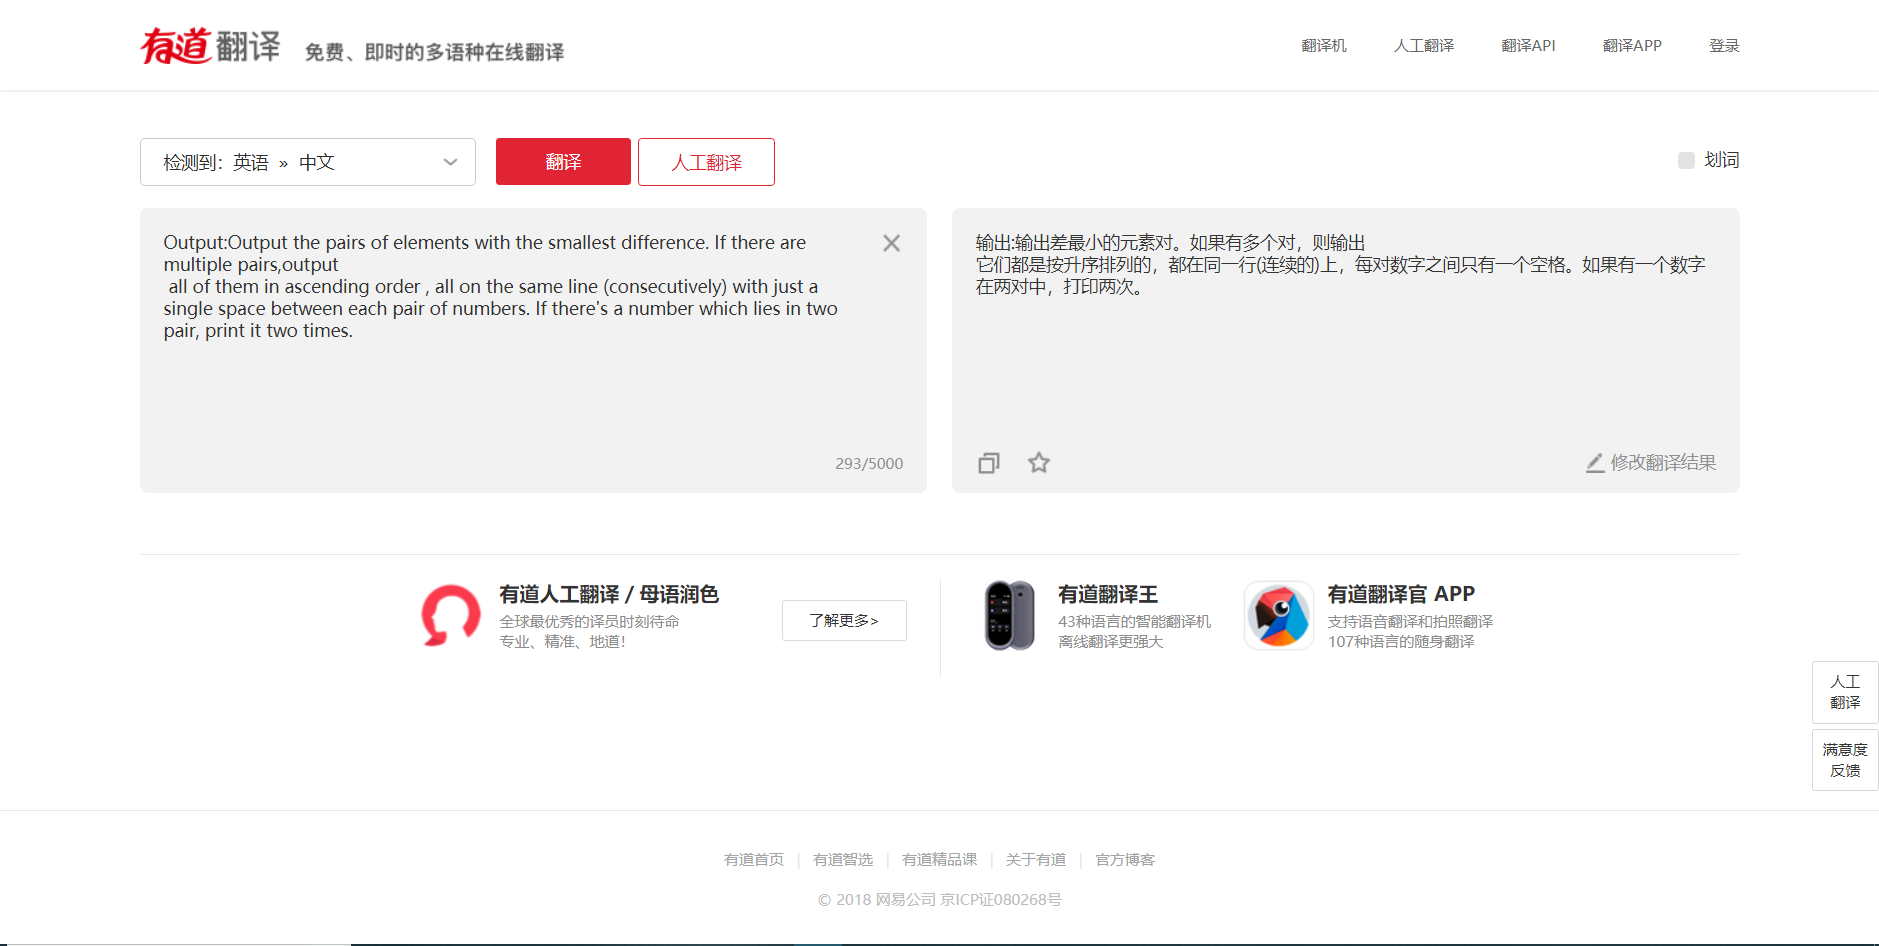 有道翻译 免费、即时的多语种在线翻译
翻译机 人工翻译 翻译API 翻译APP 登录
检测到：英语 » 中文
翻译
人工翻译
划词
Output:Output the pairs of elements with the smallest difference. If there are
multiple pairs,output
all of them in ascending order , all on the same line (consecutively) with just a
single space between each pair of numbers. If there's a number which lies in two
pair, print it two times.
293/5000
输出:输出差最小的元素对。如果有多个对，则输出
它们都是按升序排列的，都在同一行(连续的)上，每对数字之间只有一个空格。如果有一个数字
在两对中，打印两次。
修改翻译结果
有道人工翻译 / 母语润色
全球最优秀的译员时刻待命
专业、精准、地道！
了解更多>
有道翻译王
43种语言的智能翻译机
离线翻译更强大
有道翻译官 APP
支持语音翻译和拍照翻译
107种语言的随身翻译
人工
翻译
满意度
反馈
有道首页 | 有道智选 | 有道精品课 | 关于有道 | 官方博客
© 2018 网易公司 京ICP证080268号